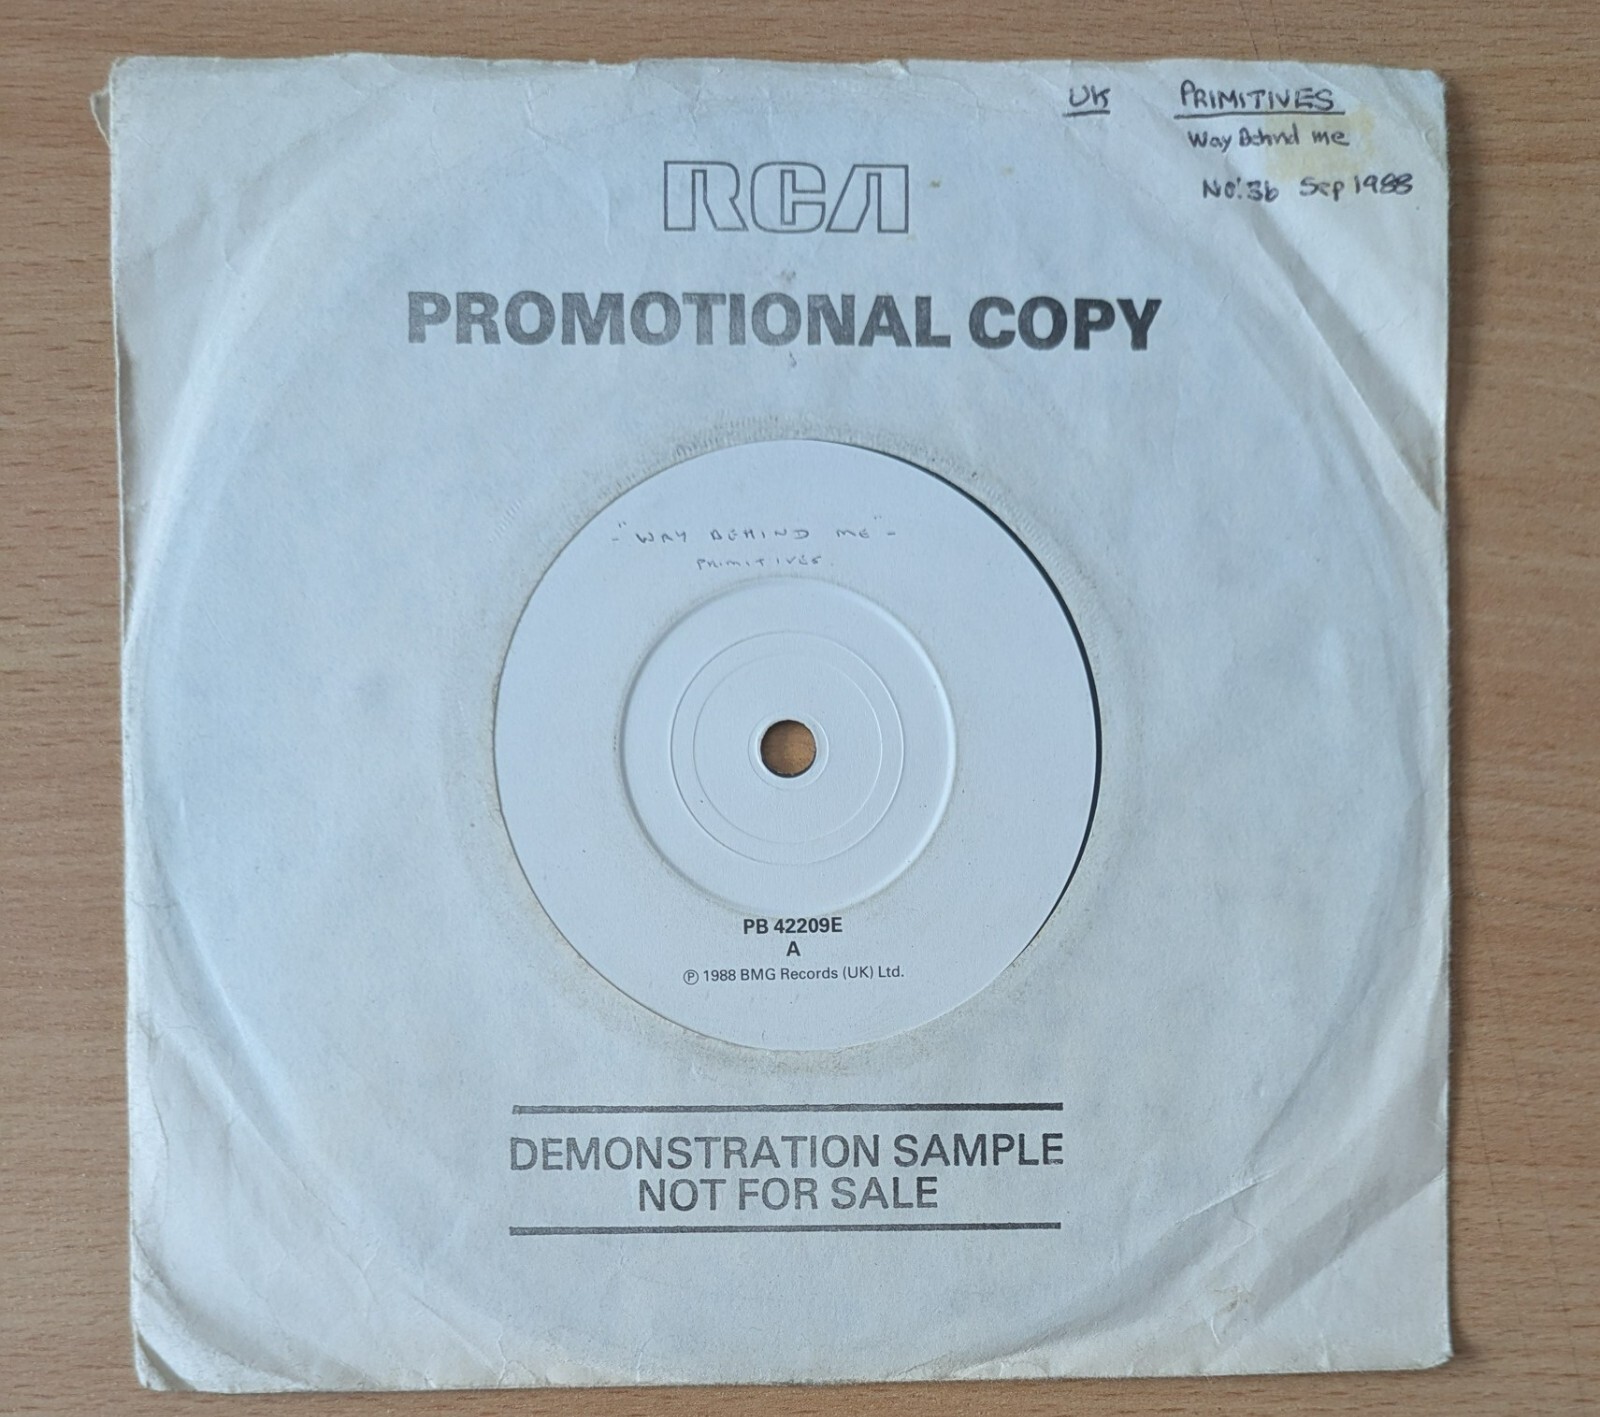 UK
PRIMITIVES
Way Behind me
No.36 Sep 1988
RCA
PROMOTIONAL COPY
- "WAY BEHIND ME" -
PRIMITIVES.
PB 42209E
A
℗ 1988 BMG Records (UK) Ltd.
DEMONSTRATION SAMPLE
NOT FOR SALE